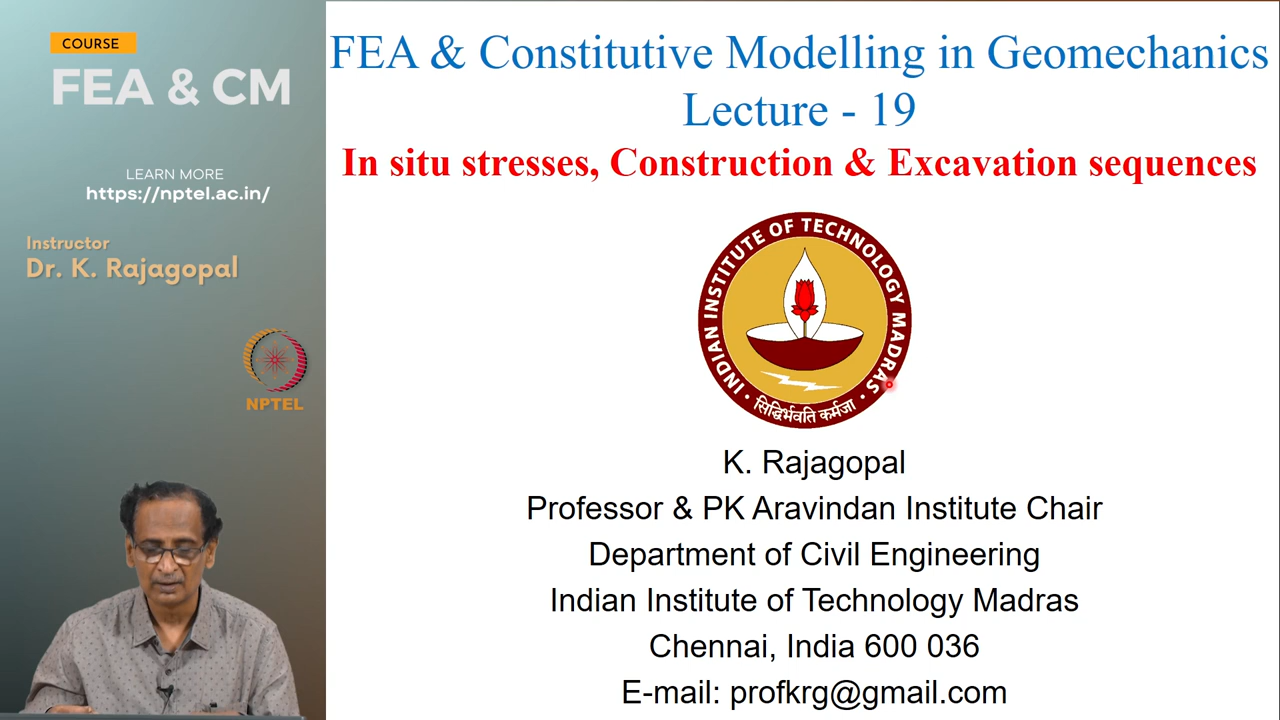 COURSE
FEA & CM
LEARN MORE
https://nptel.ac.in/
Instructor
Dr. K. Rajagopal
NPTEL
FEA & Constitutive Modelling in Geomechanics
Lecture - 19
In situ stresses, Construction & Excavation sequences
INDIAN INSTITUTE OF TECHNOLOGY MADRAS
सिद्धिर्भवति कर्मजा
K. Rajagopal
Professor & PK Aravindan Institute Chair
Department of Civil Engineering
Indian Institute of Technology Madras
Chennai, India 600 036
E-mail: profkrg@gmail.com